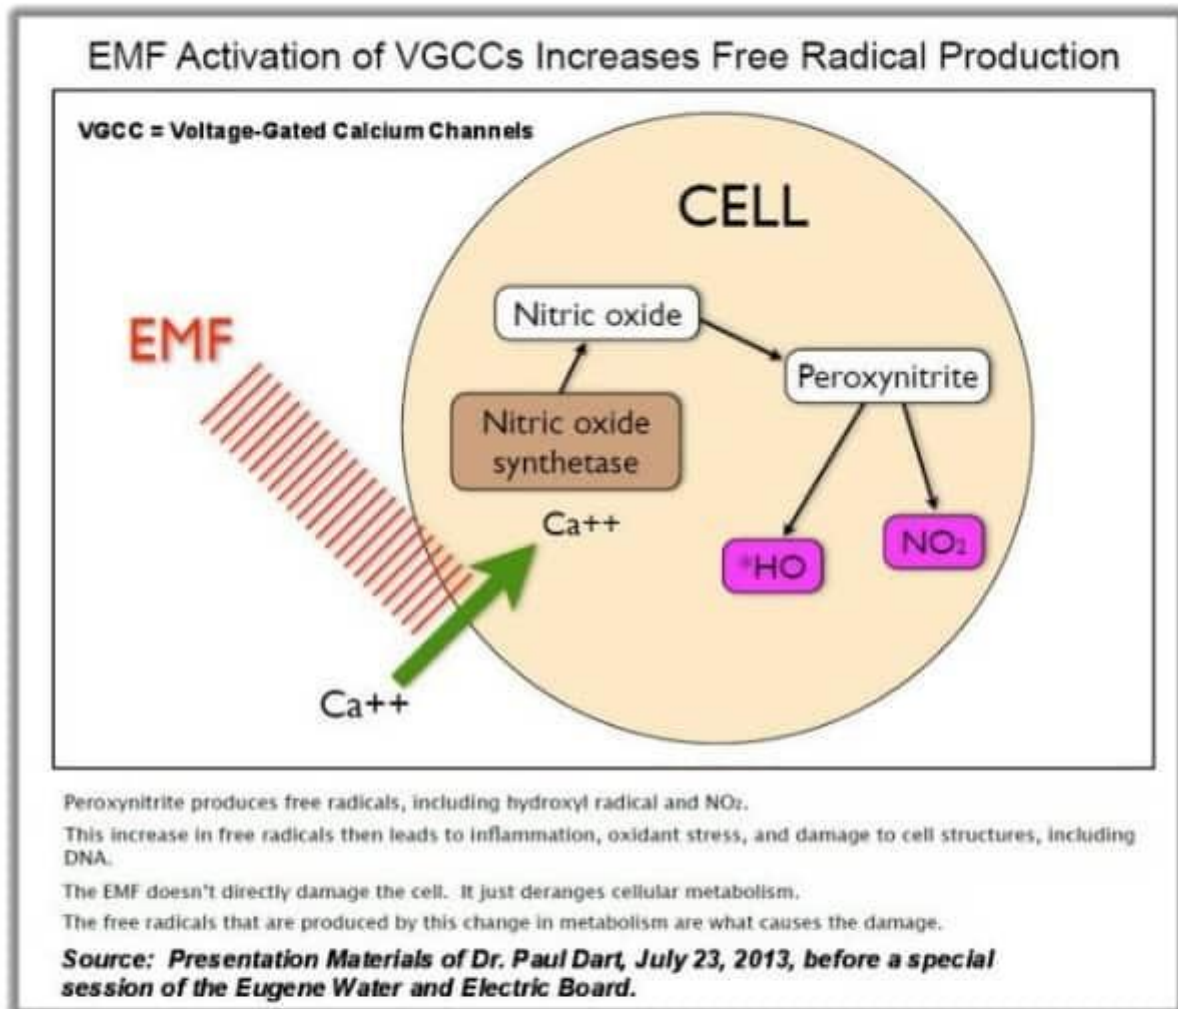 EMF Activation of VGCCs Increases Free Radical Production
VGCC = Voltage-Gated Calcium Channels
CELL
EMF
Nitric oxide
Peroxynitrite
Nitric oxide
synthetase
Ca++
*HO
NO₂
Ca++
Peroxynitrite produces free radicals, including hydroxyl radical and NO₂.
This increase in free radicals then leads to inflammation, oxidant stress, and damage to cell structures, including
DNA.
The EMF doesn't directly damage the cell. It just deranges cellular metabolism.
The free radicals that are produced by this change in metabolism are what causes the damage.
Source: Presentation Materials of Dr. Paul Dart, July 23, 2013, before a special
session of the Eugene Water and Electric Board.